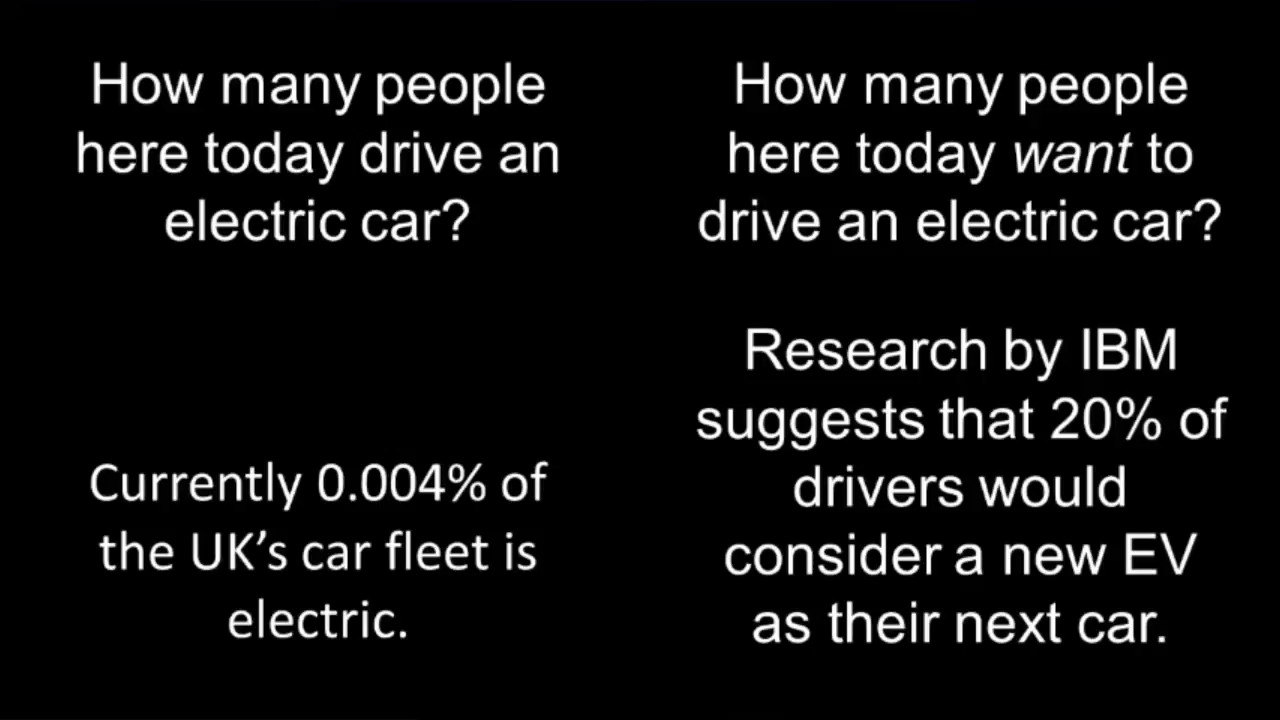 How many people
here today drive an
electric car?
Currently 0.004% of
the UK's car fleet is
electric.
How many people
here today want to
drive an electric car?
Research by IBM
suggests that 20% of
drivers would
consider a new EV
as their next car.